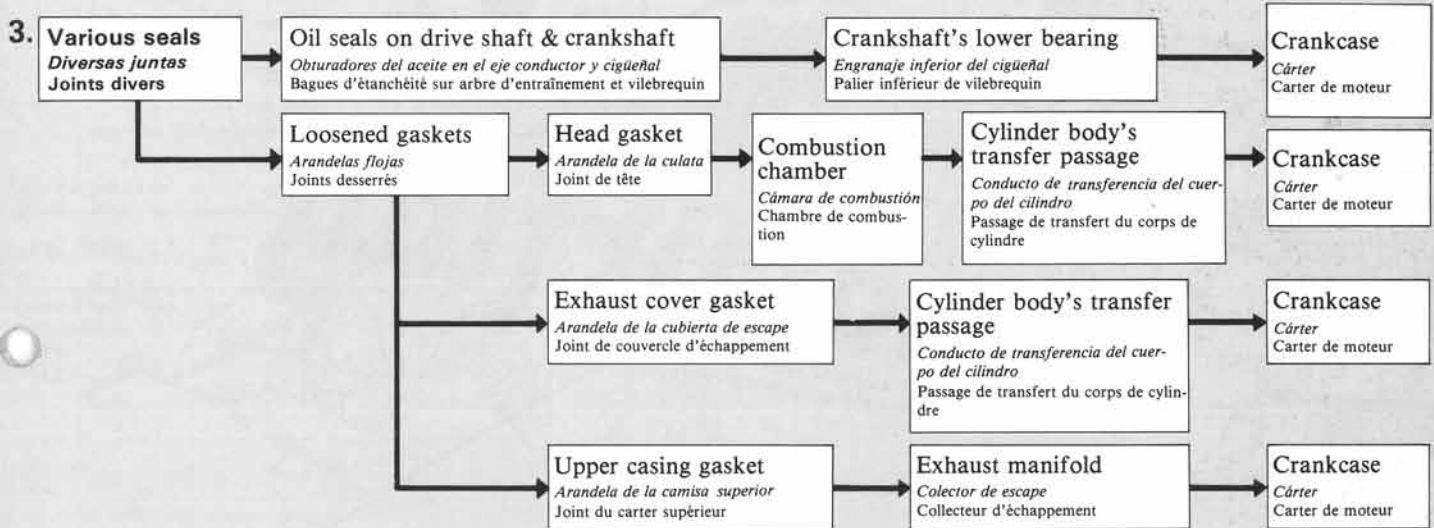 3.
Various seals
Diversas juntas
Joints divers
Oil seals on drive shaft & crankshaft
Obturadores del aceite en el eje conductor y cigüeñal
Bagues d'étanchéité sur arbre d'entraînement et vilebrequin
Crankshaft's lower bearing
Engranaje inferior del cigüeñal
Palier inférieur de vilebrequin
Crankcase
Cárter
Carter de moteur
Loosened gaskets
Arandelas flojas
Joints desserrés
Head gasket
Arandela de la culata
Joint de tête
Combustion
chamber
Cámara de combustión
Chambre de combus-
tion
Cylinder body's
transfer passage
Conducto de transferencia del cuer-
po del cilindro
Passage de transfert du corps de
cylindre
Crankcase
Cárter
Carter de moteur
Exhaust cover gasket
Arandela de la cubierta de escape
Joint de couvercle d'échappement
Cylinder body's transfer
passage
Conducto de transferencia del cuer-
po del cilindro
Passage de transfert du corps de cylin-
dre
Crankcase
Cárter
Carter de moteur
Upper casing gasket
Arandela de la camisa superior
Joint du carter supérieur
Exhaust manifold
Colector de escape
Collecteur d'échappement
Crankcase
Cárter
Carter de moteur